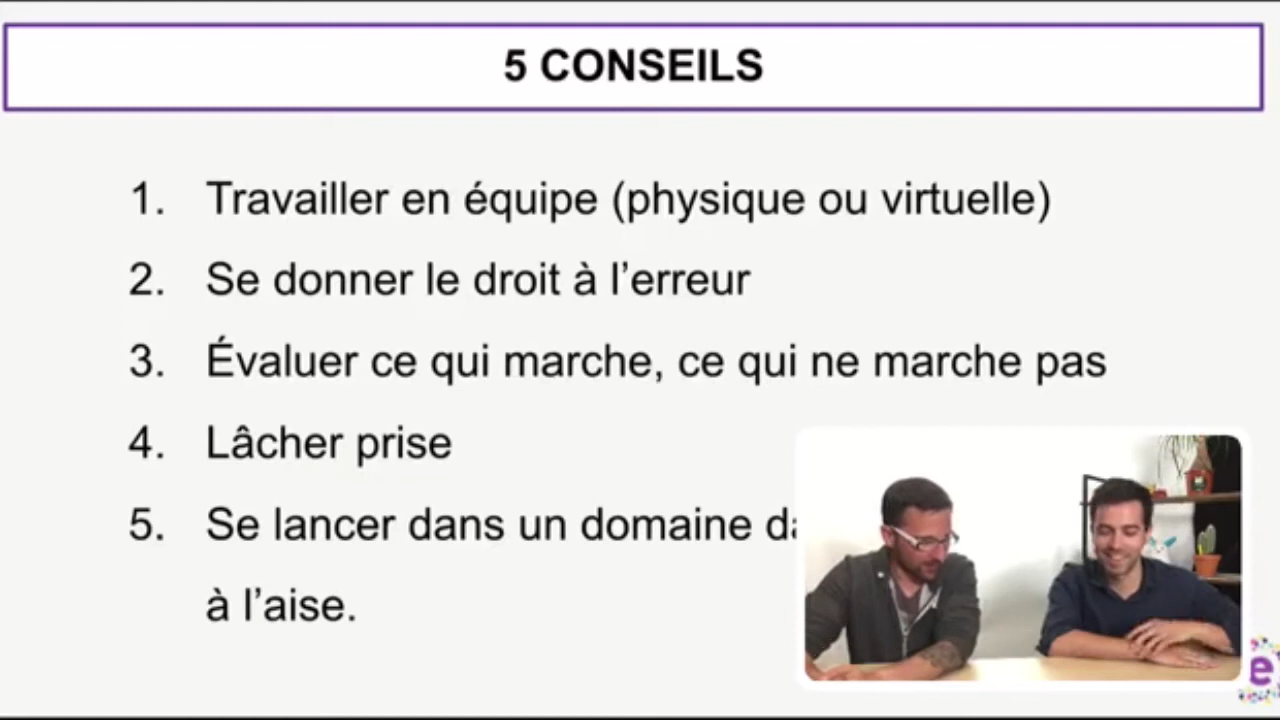 5 CONSEILS
1. Travailler en équipe (physique ou virtuelle)
2. Se donner le droit à l’erreur
3. Évaluer ce qui marche, ce qui ne marche pas
4. Lâcher prise
5. Se lancer dans un domaine
à l’aise.
e